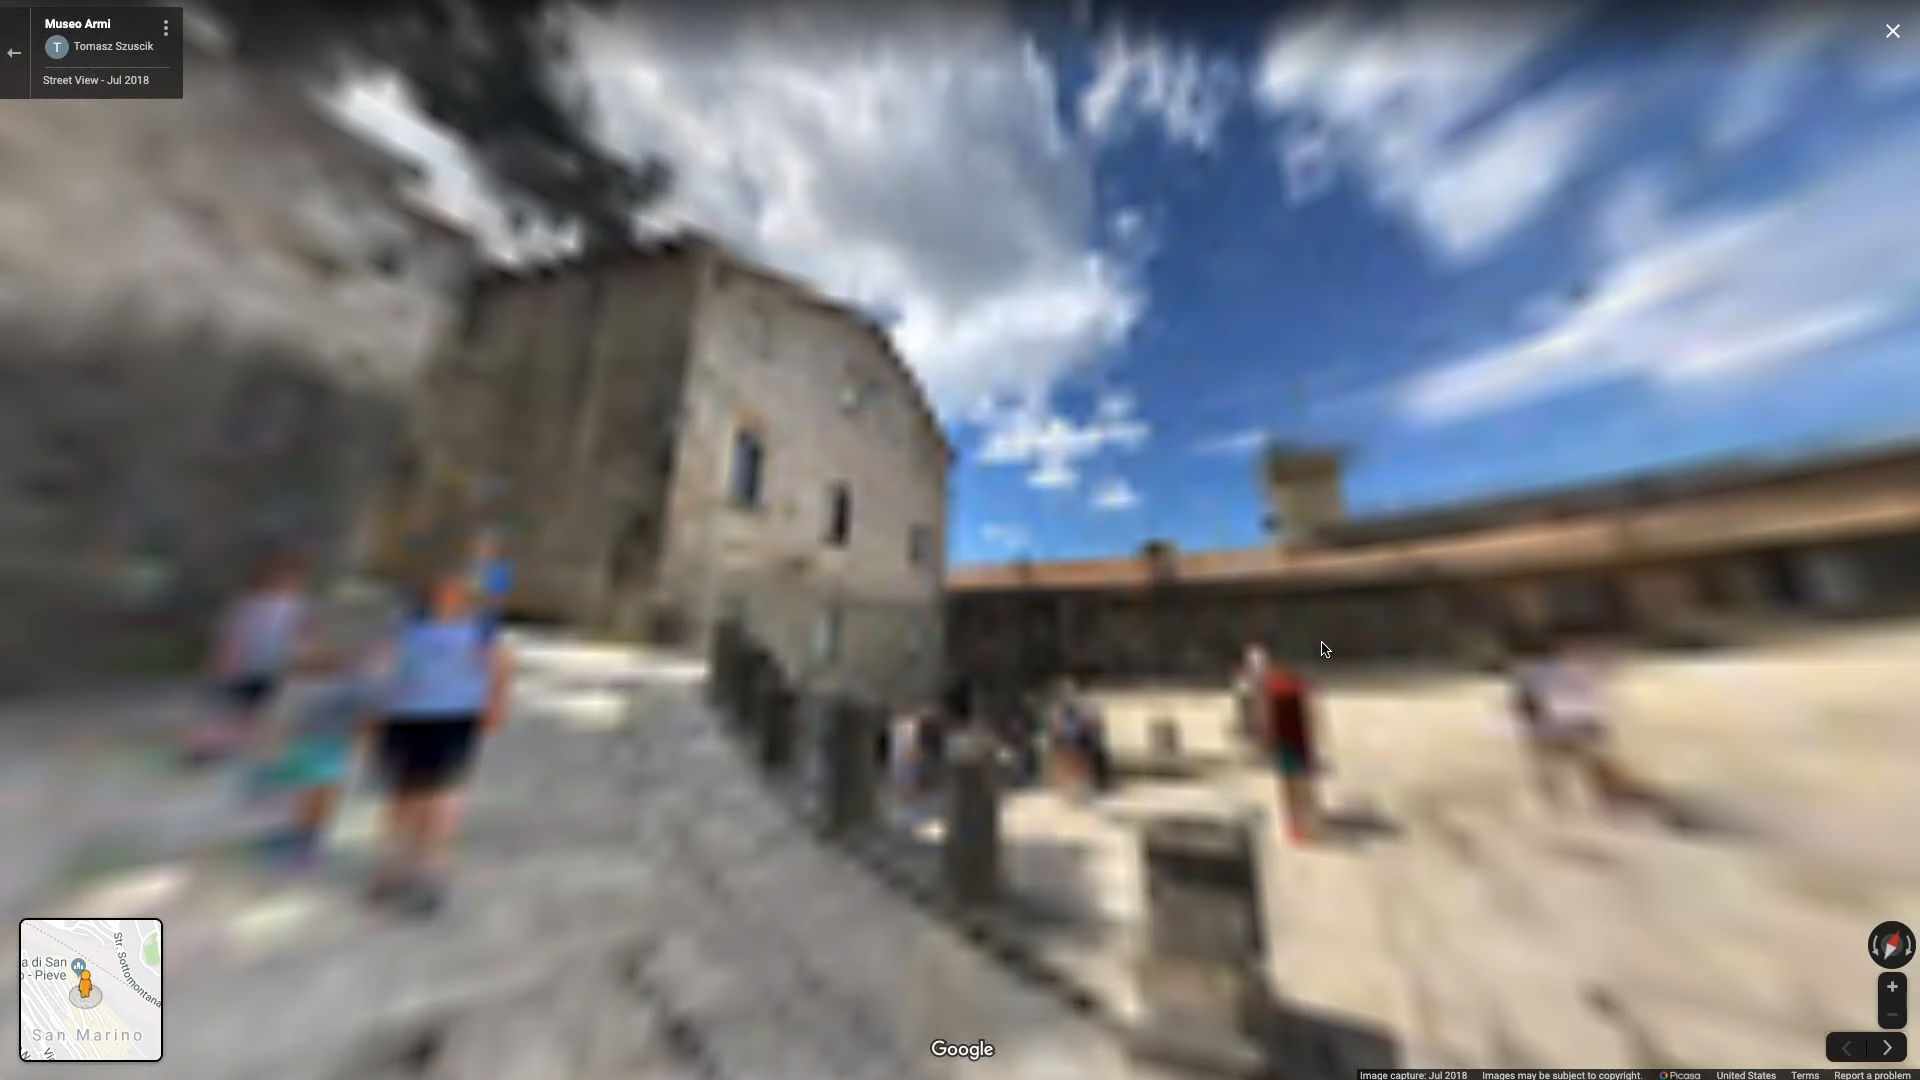 Museo Armi
T Tomasz Szuscik
Street View - Jul 2018
a di San
o - Pieve
Str. Sottomontana
San Marino
Google
Image capture: Jul 2018 Images may be subject to copyright. Picasa United States Terms Report a problem